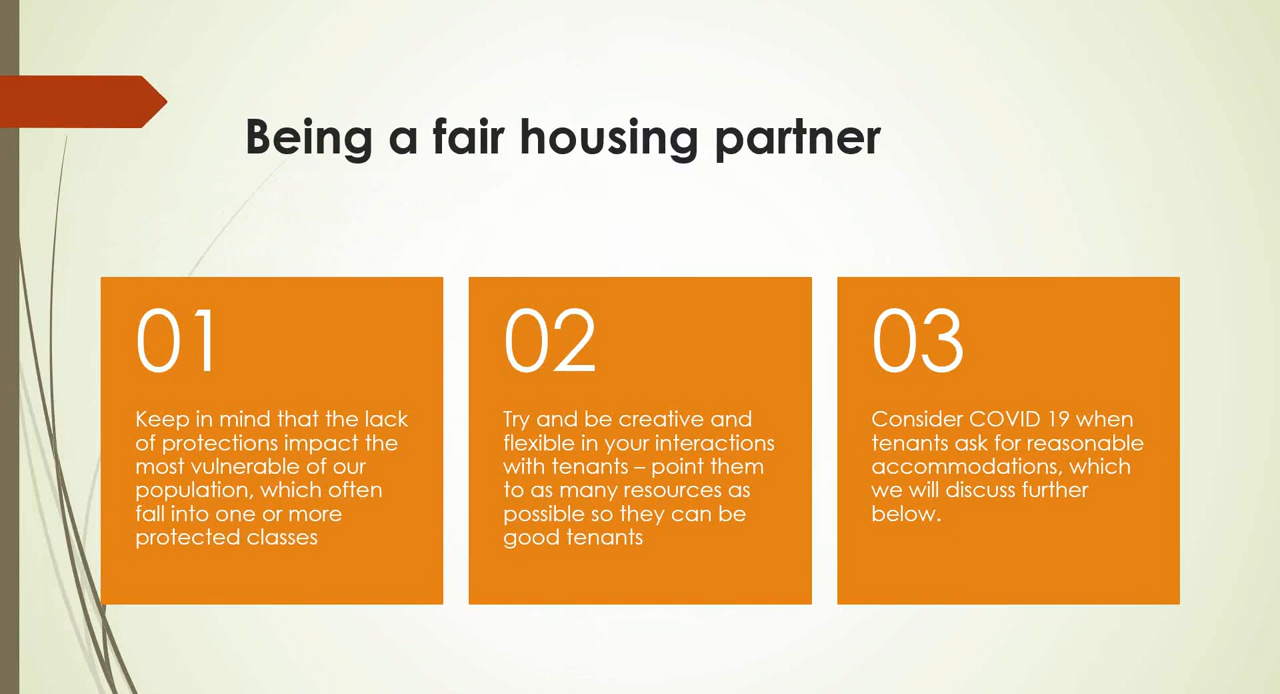 Being a fair housing partner
01
Keep in mind that the lack
of protections impact the
most vulnerable of our
population, which often
fall into one or more
protected classes
02
Try and be creative and
flexible in your interactions
with tenants – point them
to as many resources as
possible so they can be
good tenants
03
Consider COVID 19 when
tenants ask for reasonable
accommodations, which
we will discuss further
below.